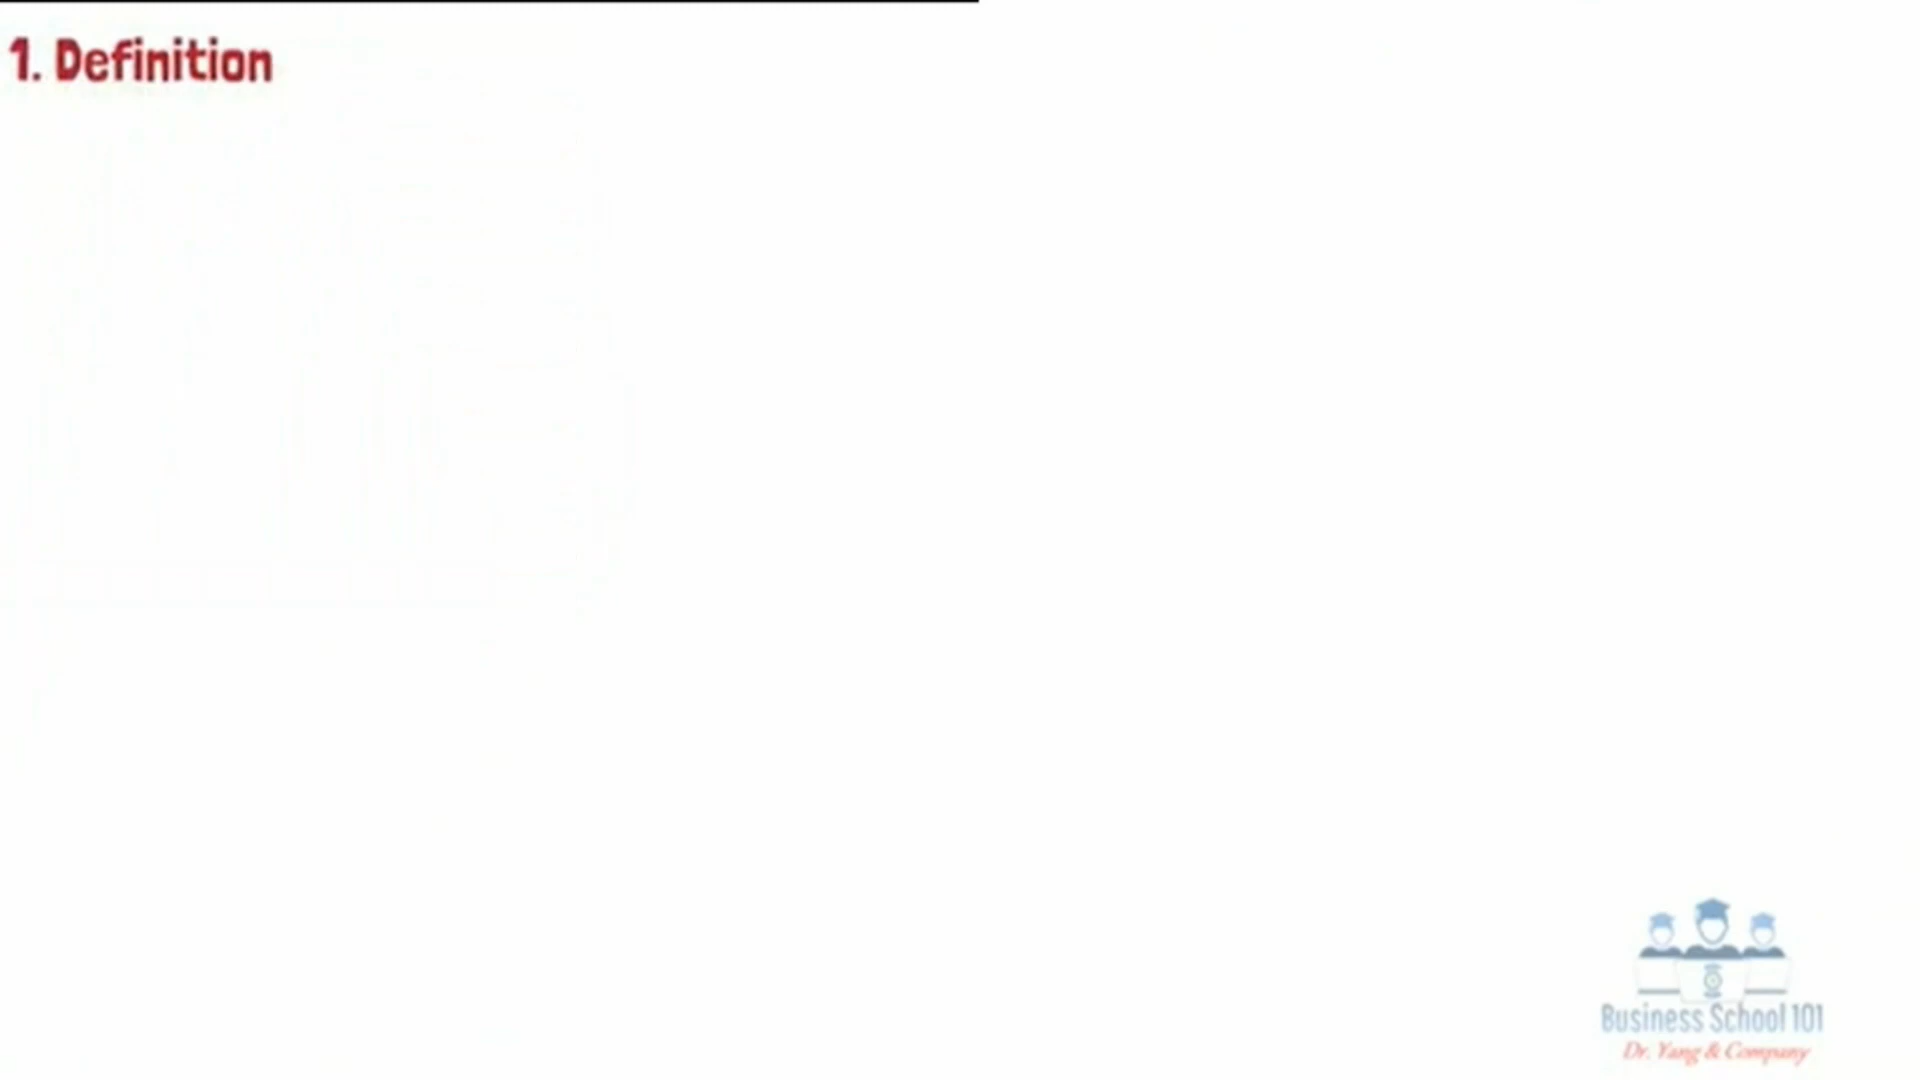 1. Definition
Business School 101
Dr. Yang & Company